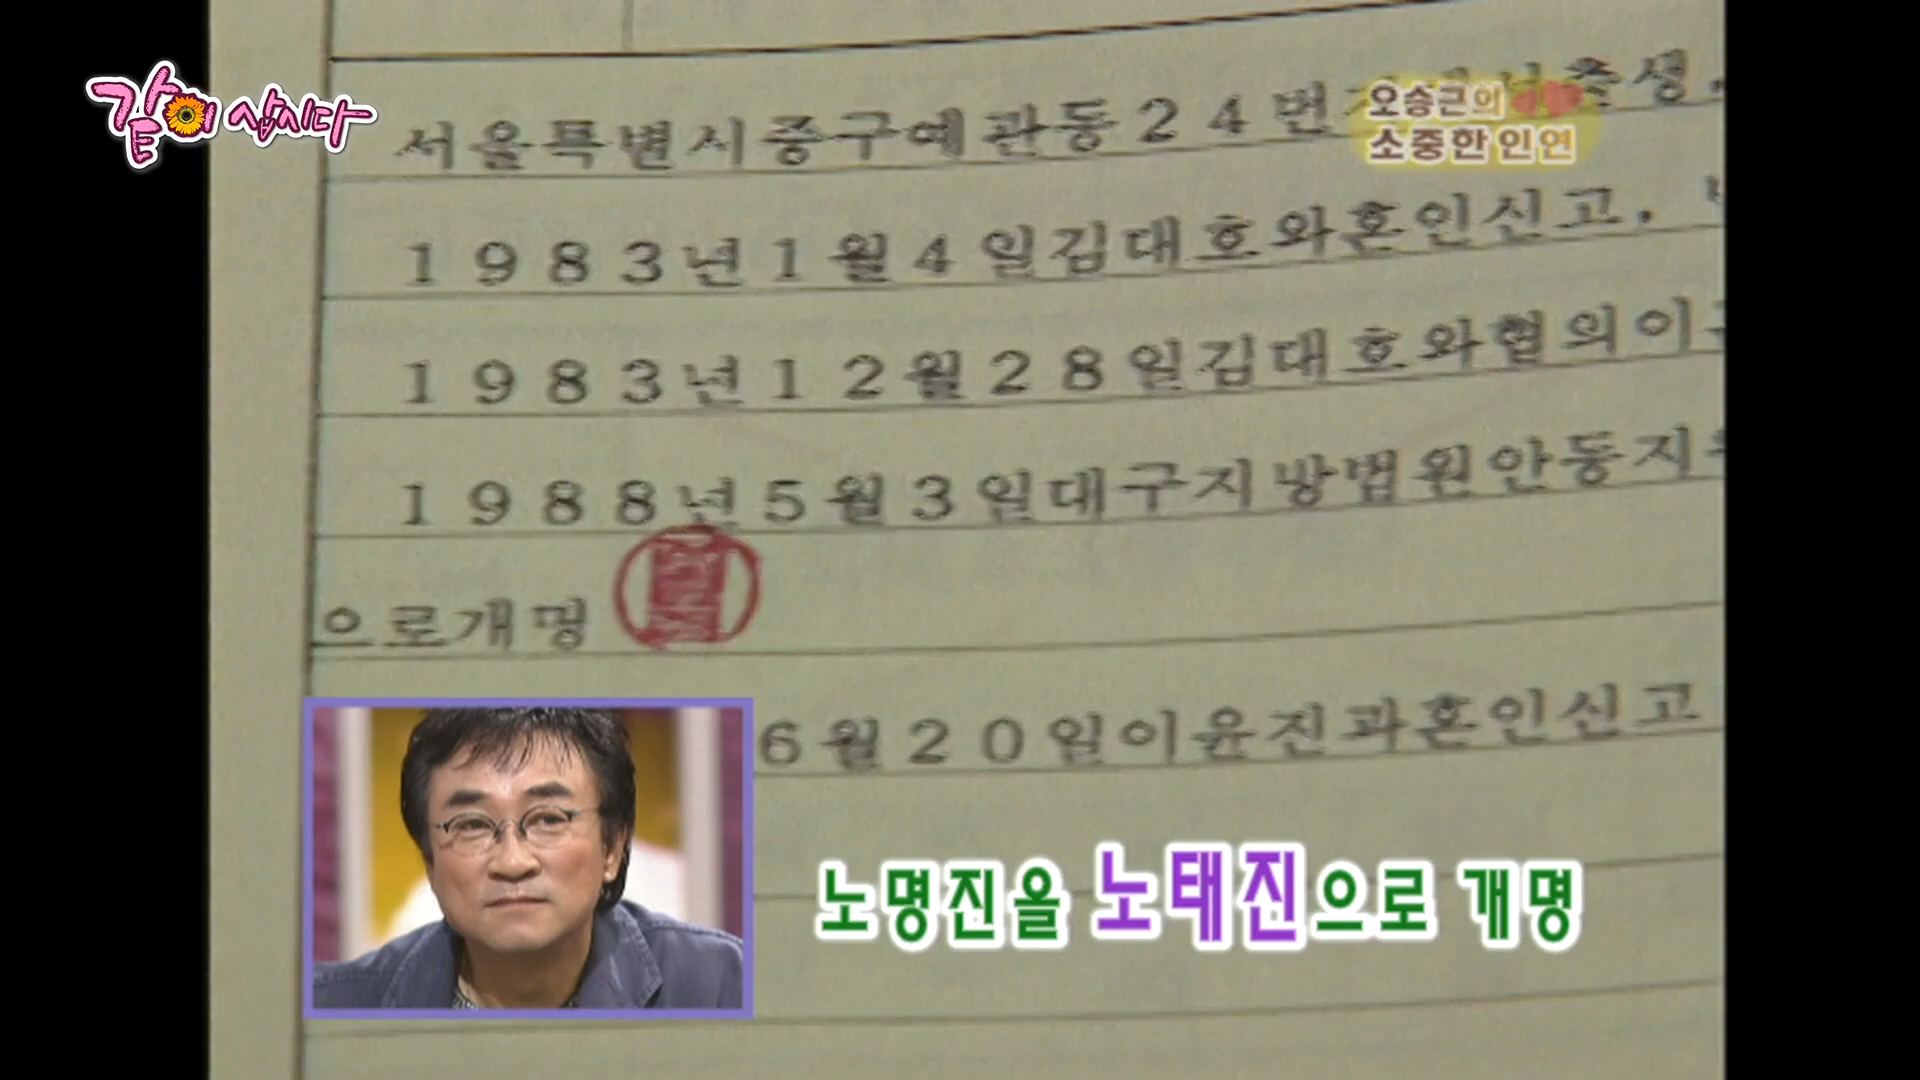 같이 삽시다
오승근의
소중한 인연
서울특별시중구예관동24번 출생.
1983년1월4일김대호와혼인신고.
1983년12월28일김대호와협의이
1988년5월3일대구지방법원안동지
으로개명
6월20일이윤진과혼인신고
노명진을 노태진으로 개명